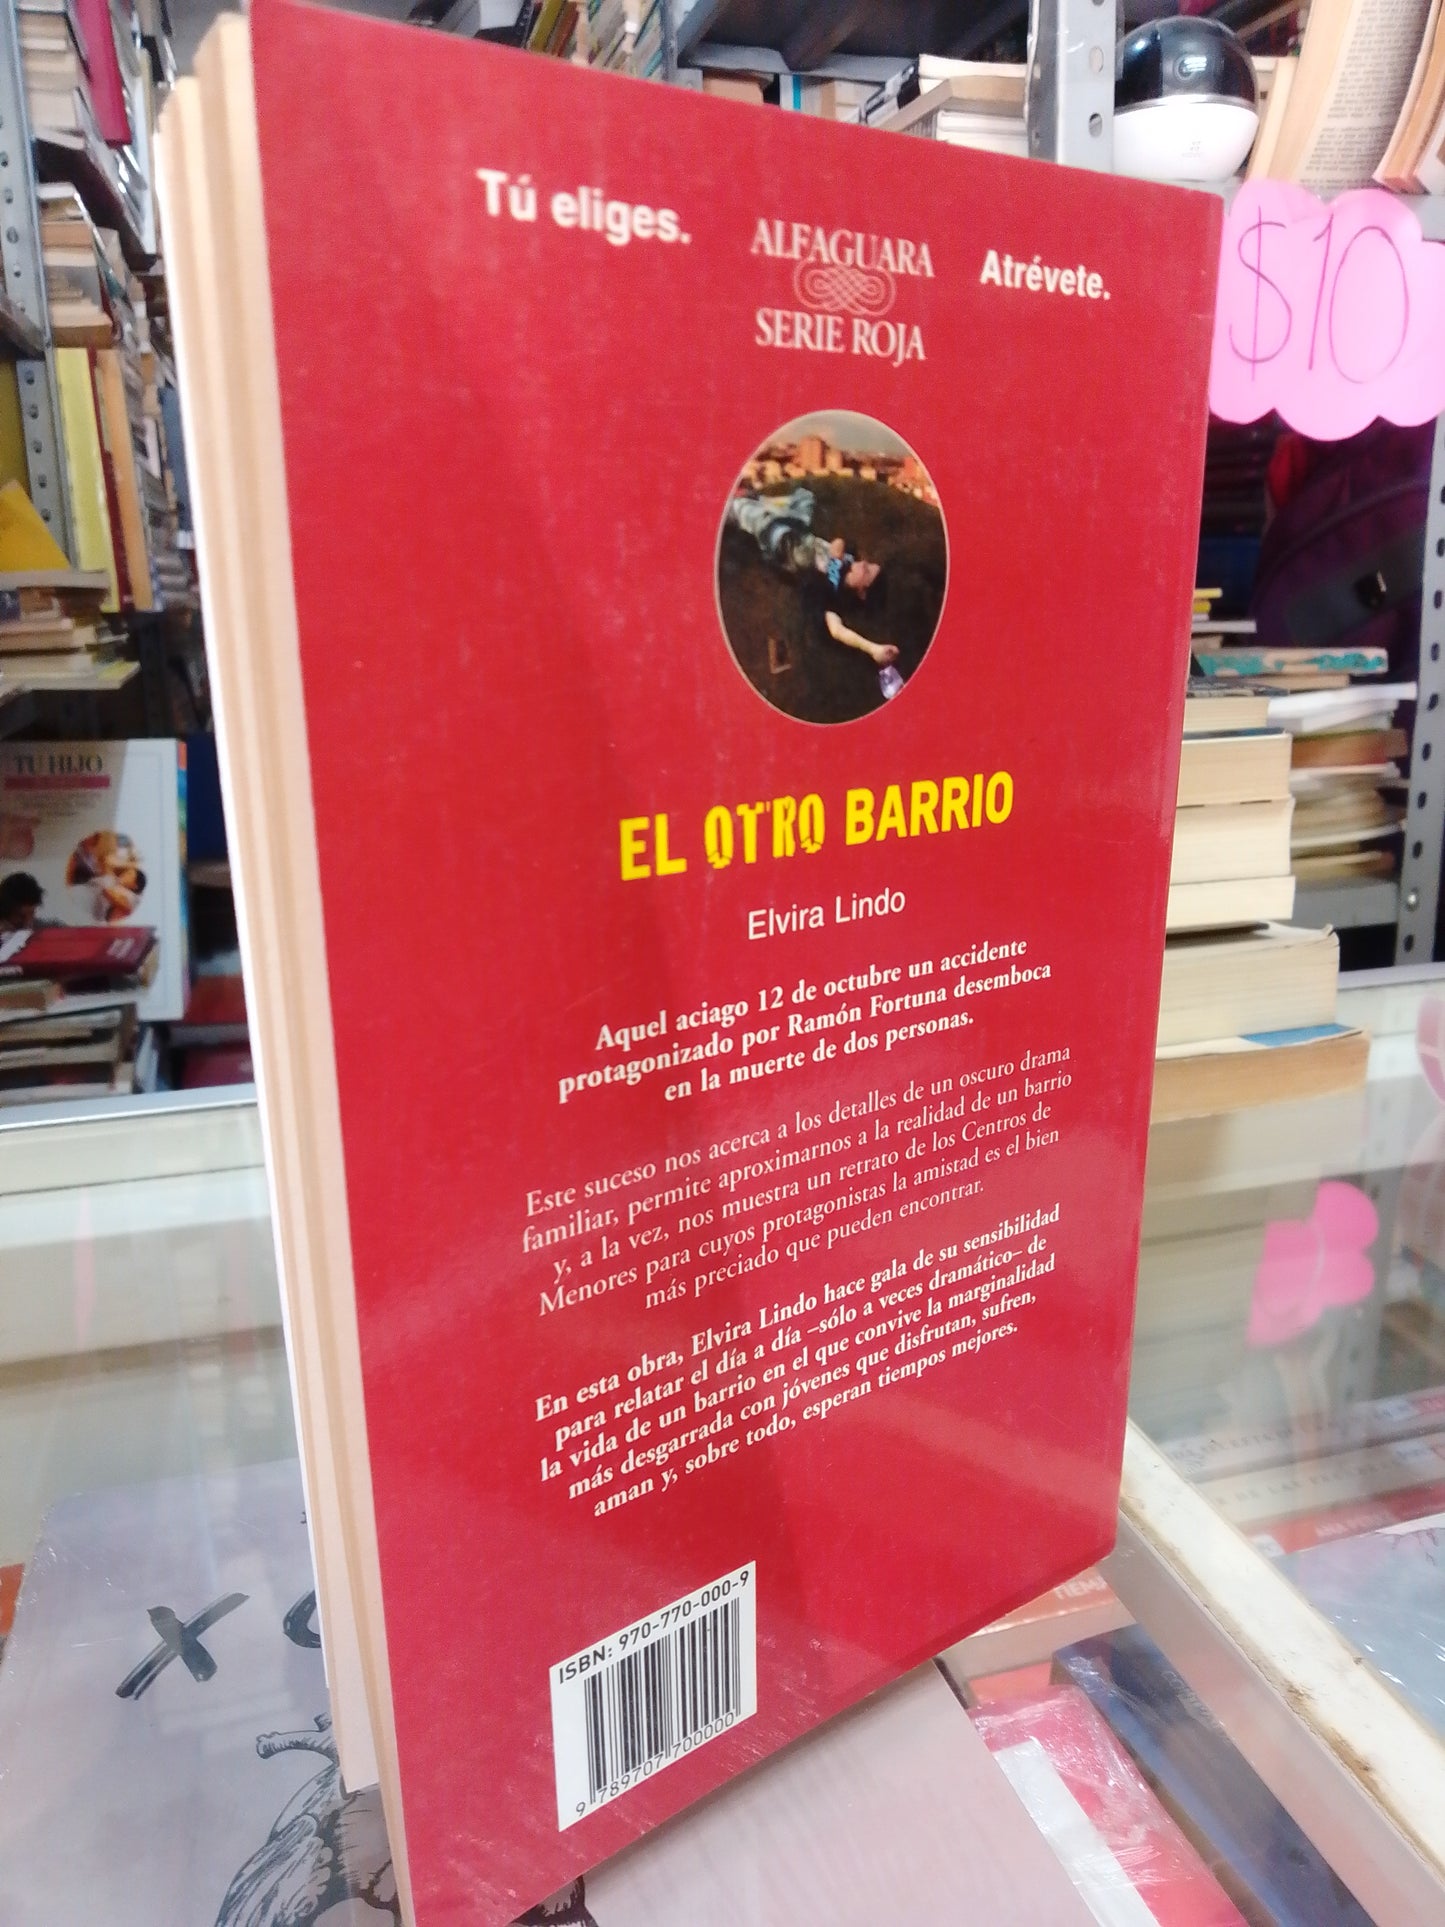 Tú eliges.
ALFAGUARA
SERIE ROJA
Atrévete.
$10
EL OTRO BARRIO
Elvira Lindo
Aquel aciago 12 de octubre un accidente
protagonizado por Ramón Fortuna desemboca
en la muerte de dos personas.
Este suceso nos acerca a los detalles de un oscuro drama
familiar, permite aproximarnos a la realidad de un barrio
y, a la vez, nos muestra un retrato de los Centros de
Menores para cuyos protagonistas la amistad es el bien
más preciado que pueden encontrar.
En esta obra, Elvira Lindo hace gala de su sensibilidad
para relatar el día a día –sólo a veces dramático– de
la vida de un barrio en el que convive la marginalidad
más desgarrada con jóvenes que disfrutan, sufren,
aman y, sobre todo, esperan tiempos mejores.
ISBN: 970-770-000-9
9 789707 700000
TU HIJO